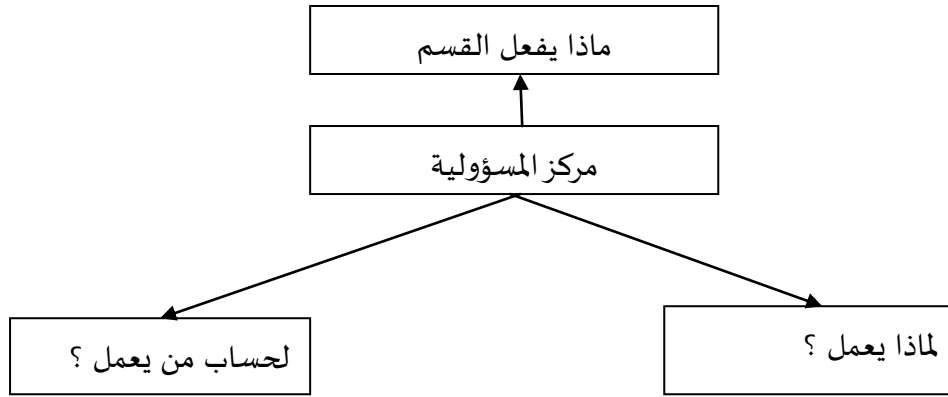 ماذا يفعل القسم
مركز المسؤولية
لماذا يعمل ؟
لحساب من يعمل ؟